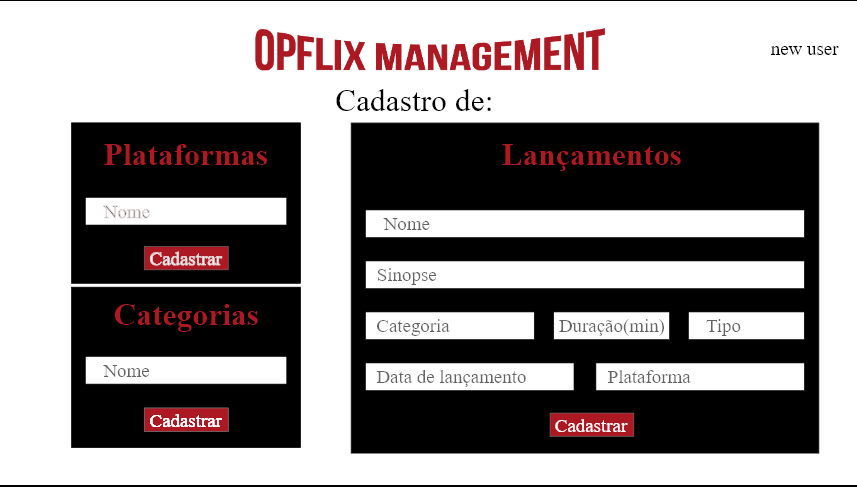 OPFLIX MANAGEMENT
new user
Cadastro de:
Plataformas
Nome
Cadastrar
Categorias
Nome
Cadastrar
Lançamentos
Nome
Sinopse
Categoria Duração(min) Tipo
Data de lançamento Plataforma
Cadastrar